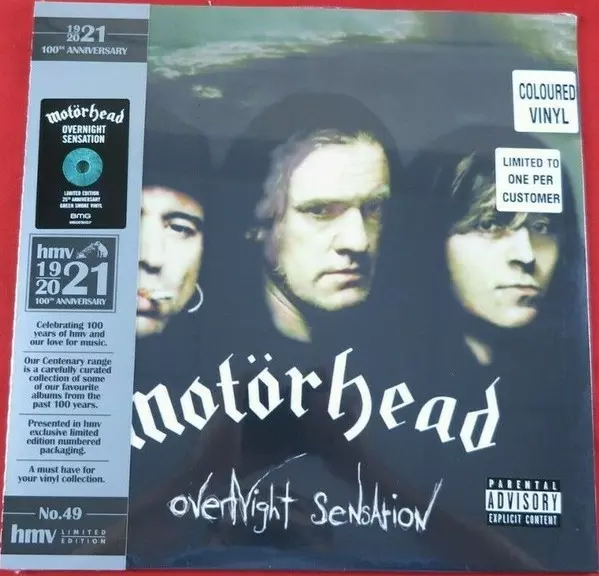 1921
2021
100TH ANNIVERSARY
motörhead
OVERNIGHT
SENSATION
LIMITED EDITION
25TH ANNIVERSARY
GREEN SMOKE VINYL
BMG
hmv
1921
2021
100TH ANNIVERSARY
Celebrating 100
years of hmv and
our love for music.
Our Centenary range
is a carefully curated
collection of some
of our favourite
albums from the
past 100 years.
Presented in hmv
exclusive limited
edition numbered
packaging.
A must have for
your vinyl collection.
No.49
hmv LIMITED
EDITION
COLOURED
VINYL
LIMITED TO
ONE PER
CUSTOMER
motörhead
overnight sensation
PARENTAL
ADVISORY
EXPLICIT CONTENT